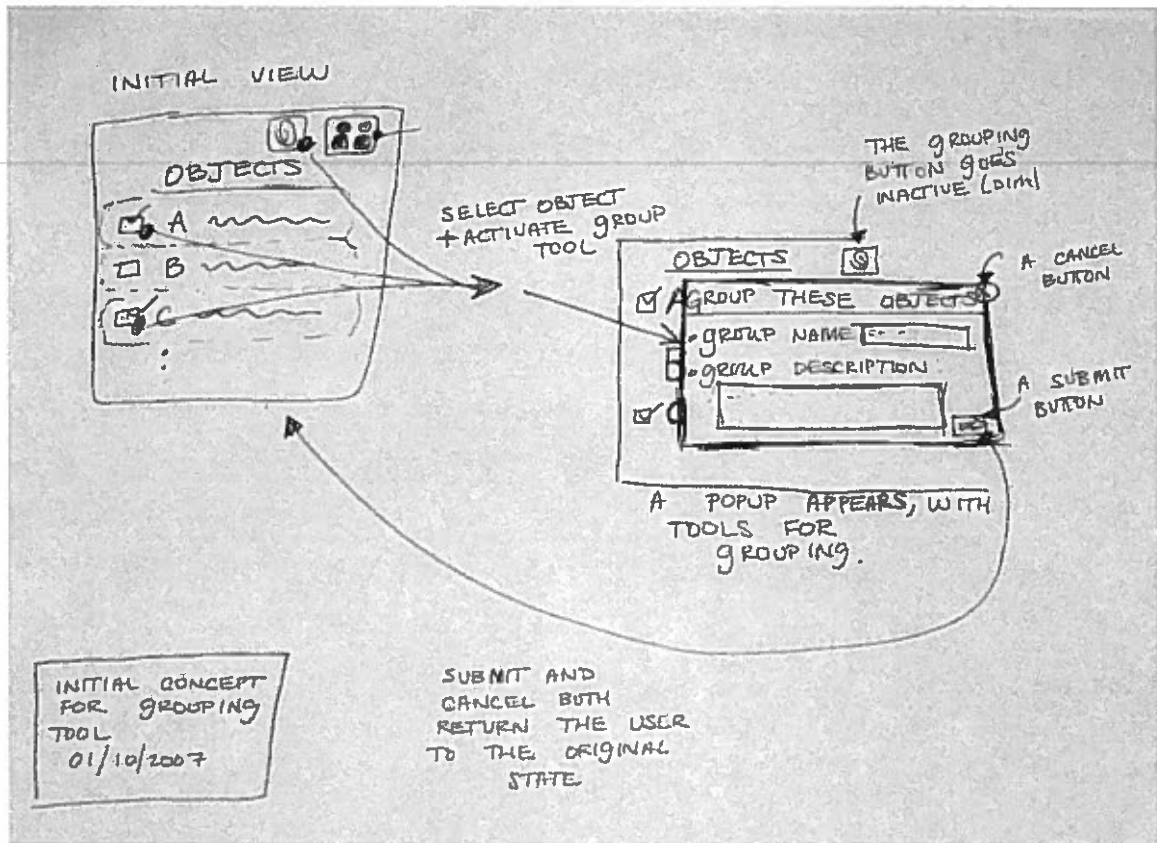 INITIAL VIEW
OBJECTS
A
B
C
SELECT OBJECT
+ ACTIVATE GROUP
TOOL
THE GROUPING
BUTTON GOES
INACTIVE (DIM)
OBJECTS
A CANCEL
BUTTON
A GROUP THESE OBJECTS
• GROUP NAME
• GROUP DESCRIPTION
C
A SUBMIT
BUTTON
A POPUP APPEARS, WITH
TOOLS FOR
GROUPING.
INITIAL CONCEPT
FOR GROUPING
TOOL
01/10/2007
SUBMIT AND
CANCEL BOTH
RETURN THE USER
TO THE ORIGINAL
STATE